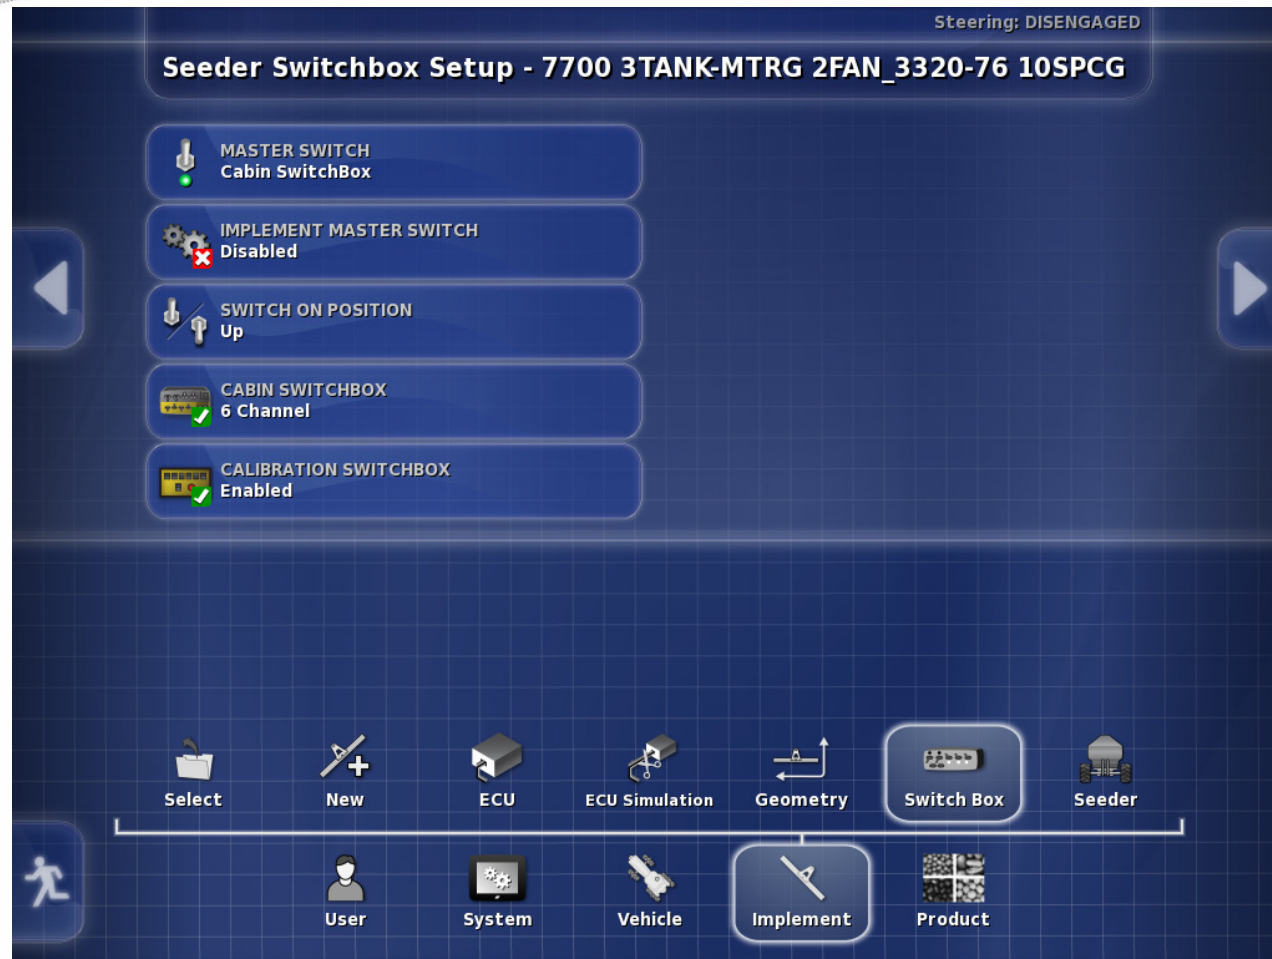 Steering: DISENGAGED
Seeder Switchbox Setup - 7700 3TANK-MTRG 2FAN_3320-76 10SPCG
MASTER SWITCH
Cabin SwitchBox
IMPLEMENT MASTER SWITCH
Disabled
SWITCH ON POSITION
Up
CABIN SWITCHBOX
6 Channel
CALIBRATION SWITCHBOX
Enabled
Select
New
ECU
ECU Simulation
Geometry
Switch Box
Seeder
User
System
Vehicle
Implement
Product